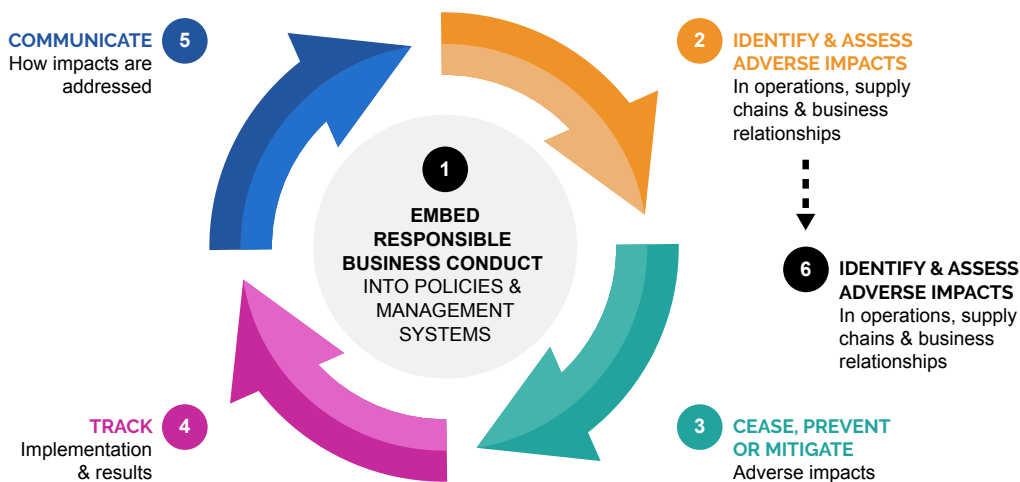 1
EMBED
RESPONSIBLE
BUSINESS CONDUCT
INTO POLICIES &
MANAGEMENT
SYSTEMS
2
IDENTIFY & ASSESS
ADVERSE IMPACTS
In operations, supply
chains & business
relationships
3
CEASE, PREVENT
OR MITIGATE
Adverse impacts
4
TRACK
Implementation
& results
5
COMMUNICATE
How impacts are
addressed
6
IDENTIFY & ASSESS
ADVERSE IMPACTS
In operations, supply
chains & business
relationships